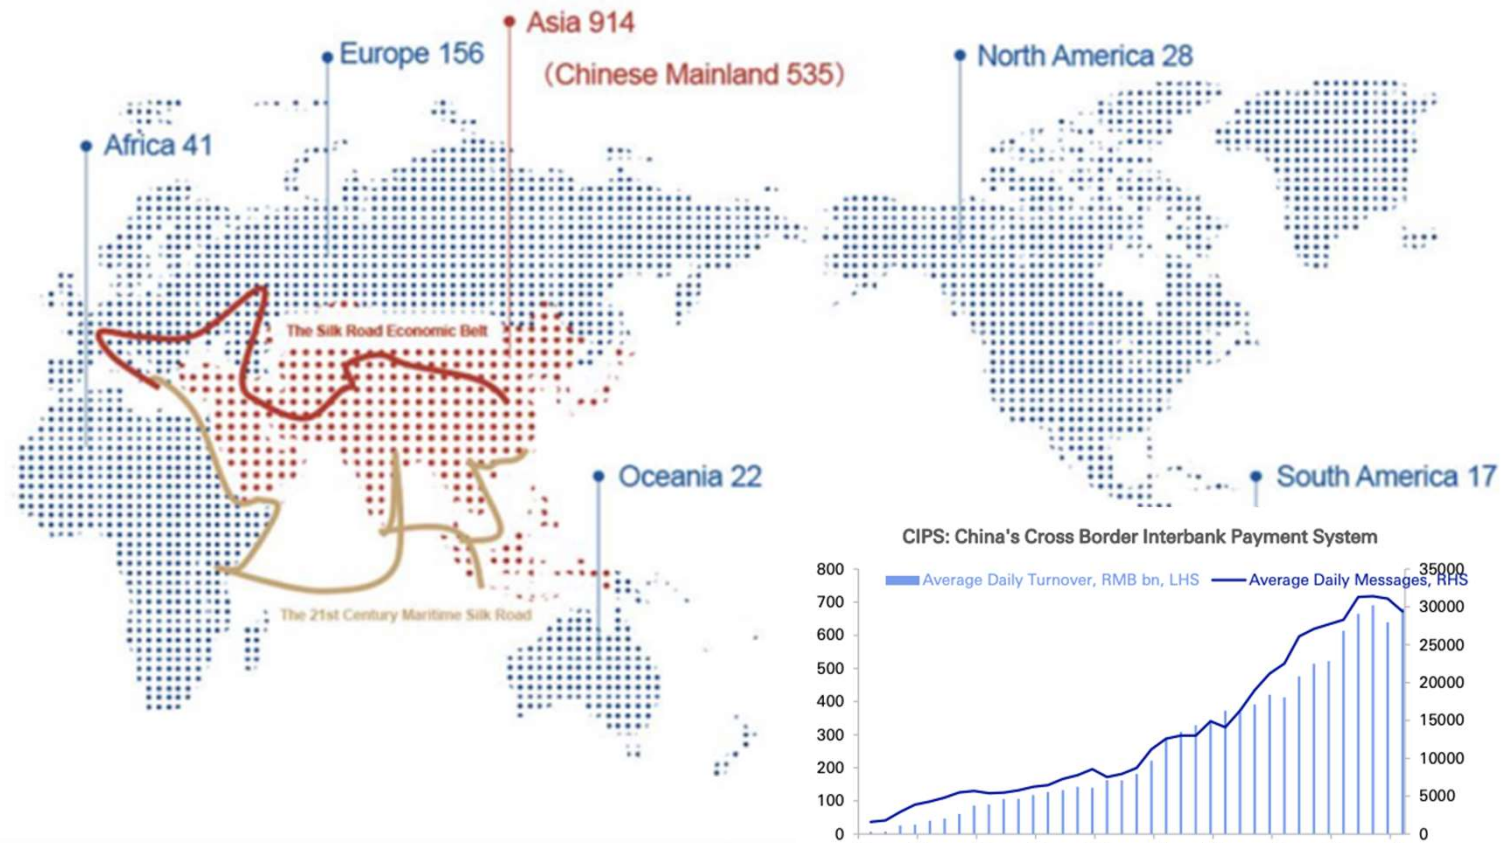 Asia 914
(Chinese Mainland 535)
Europe 156
North America 28
Africa 41
The Silk Road Economic Belt
Oceania 22
South America 17
The 21st Century Maritime Silk Road
CIPS: China's Cross Border Interbank Payment System
Average Daily Turnover, RMB bn, LHS
Average Daily Messages, RHS
800
700
600
500
400
300
200
100
0
35000
30000
25000
20000
15000
10000
5000
0